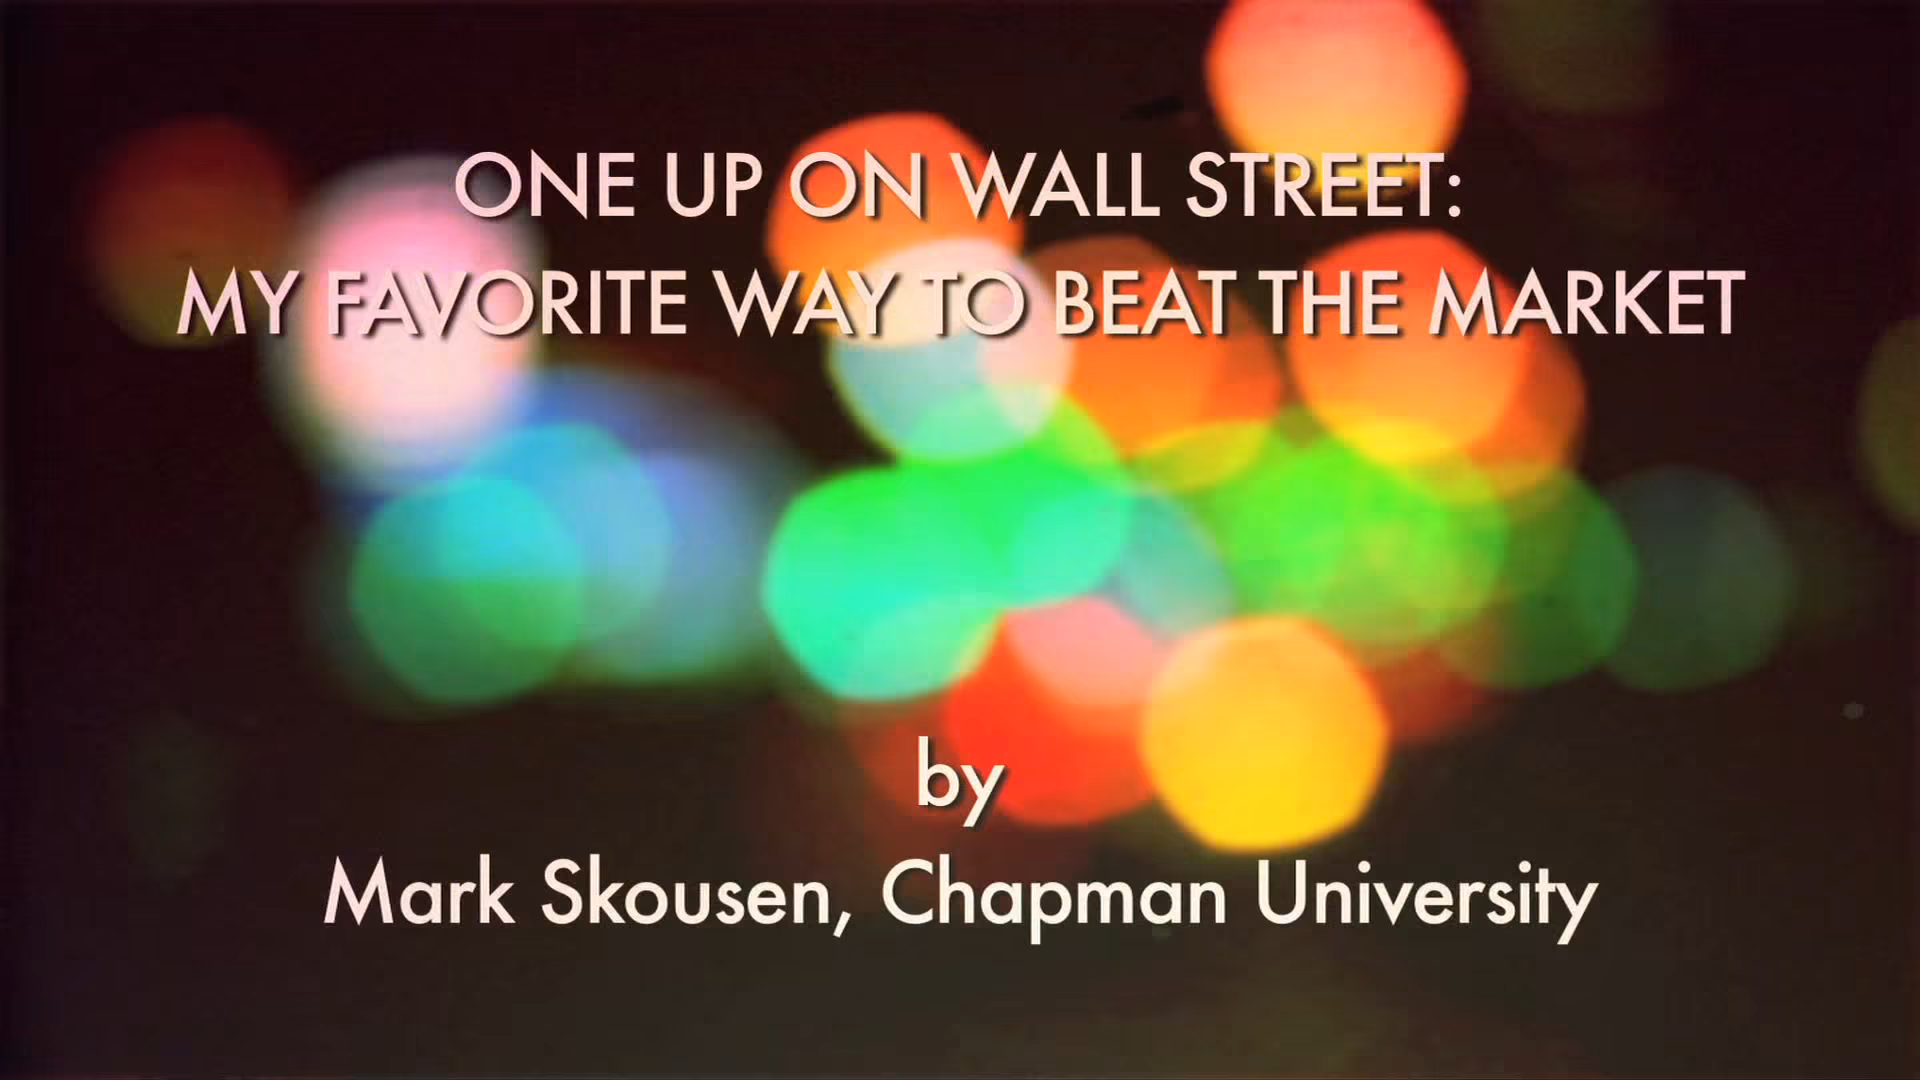 ONE UP ON WALL STREET:
MY FAVORITE WAY TO BEAT THE MARKET
by
Mark Skousen, Chapman University